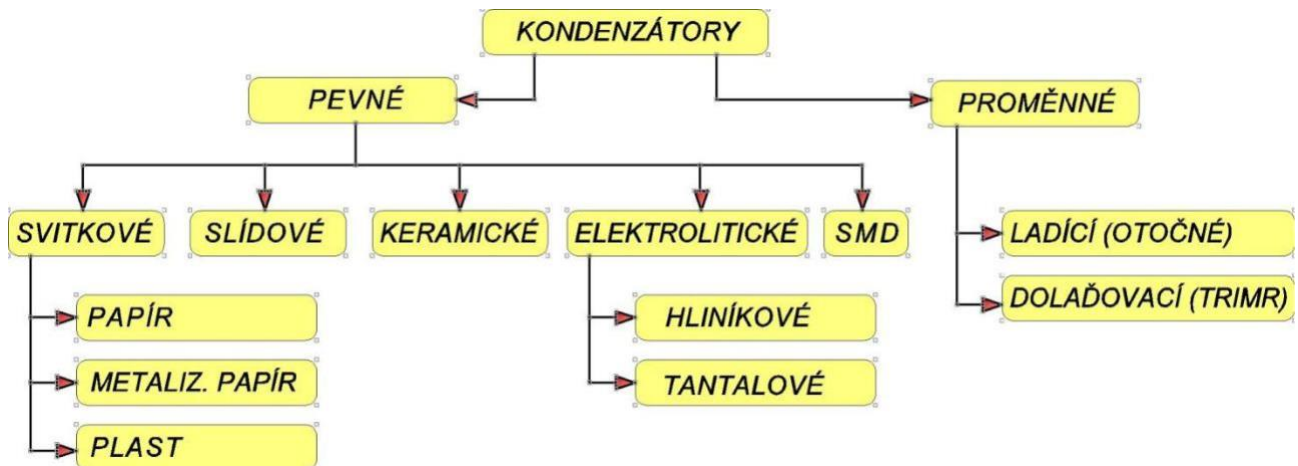 KONDENZÁTORY
PEVNÉ
PROMĚNNÉ
SVITKOVÉ
SLÍDOVÉ
KERAMICKÉ
ELEKTROLITICKÉ
SMD
LADÍCÍ (OTOČNÉ)
DOLAĎOVACÍ (TRIMR)
PAPÍR
HLINÍKOVÉ
METALIZ. PAPÍR
TANTALOVÉ
PLAST